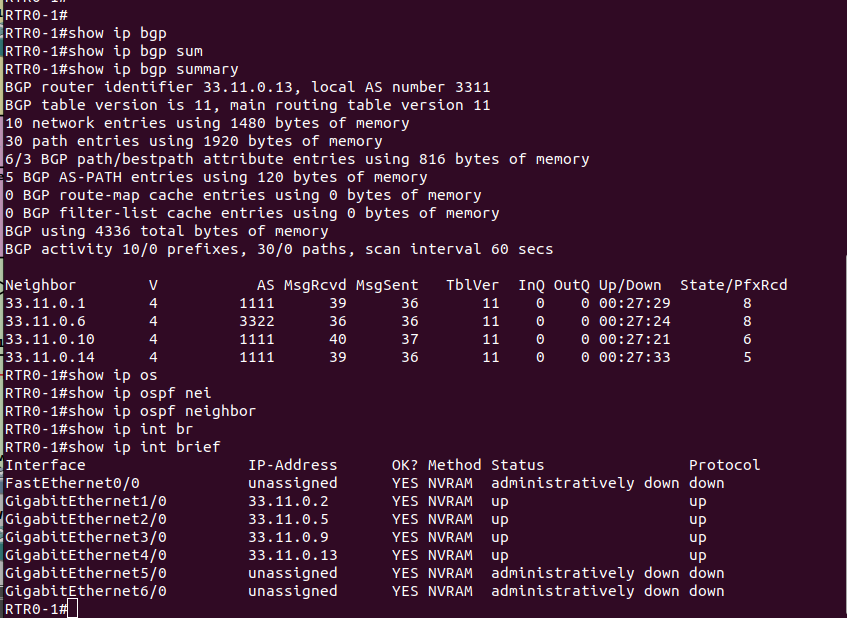 RTR0-1#
RTR0-1#show ip bgp
RTR0-1#show ip bgp sum
RTR0-1#show ip bgp summary
BGP router identifier 33.11.0.13, local AS number 3311
BGP table version is 11, main routing table version 11
10 network entries using 1480 bytes of memory
30 path entries using 1920 bytes of memory
6/3 BGP path/bestpath attribute entries using 816 bytes of memory
5 BGP AS-PATH entries using 120 bytes of memory
0 BGP route-map cache entries using 0 bytes of memory
0 BGP filter-list cache entries using 0 bytes of memory
BGP using 4336 total bytes of memory
BGP activity 10/0 prefixes, 30/0 paths, scan interval 60 secs

Neighbor        V           AS MsgRcvd MsgSent   TblVer  InQ OutQ Up/Down  State/PfxRcd
33.11.0.1       4         1111      39      36       11    0    0 00:27:29        8
33.11.0.6       4         3322      36      36       11    0    0 00:27:24        8
33.11.0.10      4         1111      40      37       11    0    0 00:27:21        6
33.11.0.14      4         1111      39      36       11    0    0 00:27:33        5
RTR0-1#show ip os
RTR0-1#show ip ospf nei
RTR0-1#show ip ospf neighbor
RTR0-1#show ip int br
RTR0-1#show ip int brief
Interface                  IP-Address      OK? Method Status                Protocol
FastEthernet0/0            unassigned      YES NVRAM  administratively down down
GigabitEthernet1/0         33.11.0.2       YES NVRAM  up                    up
GigabitEthernet2/0         33.11.0.5       YES NVRAM  up                    up
GigabitEthernet3/0         33.11.0.9       YES NVRAM  up                    up
GigabitEthernet4/0         33.11.0.13      YES NVRAM  up                    up
GigabitEthernet5/0         unassigned      YES NVRAM  administratively down down
GigabitEthernet6/0         unassigned      YES NVRAM  administratively down down
RTR0-1#